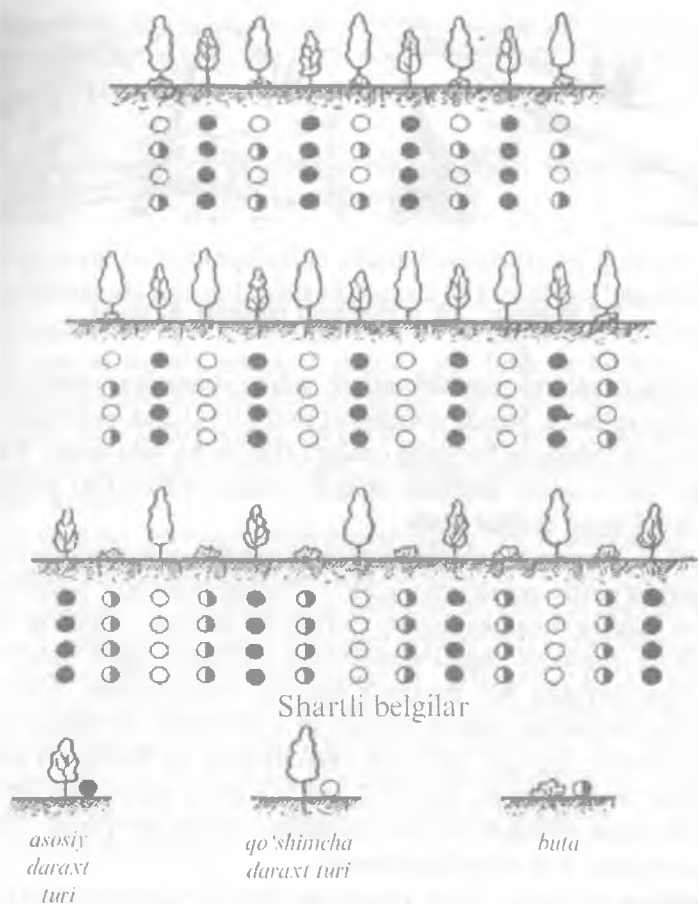 Shartli belgilar
asosiy
daraxt
turi
qo'shimcha
daraxt turi
buta